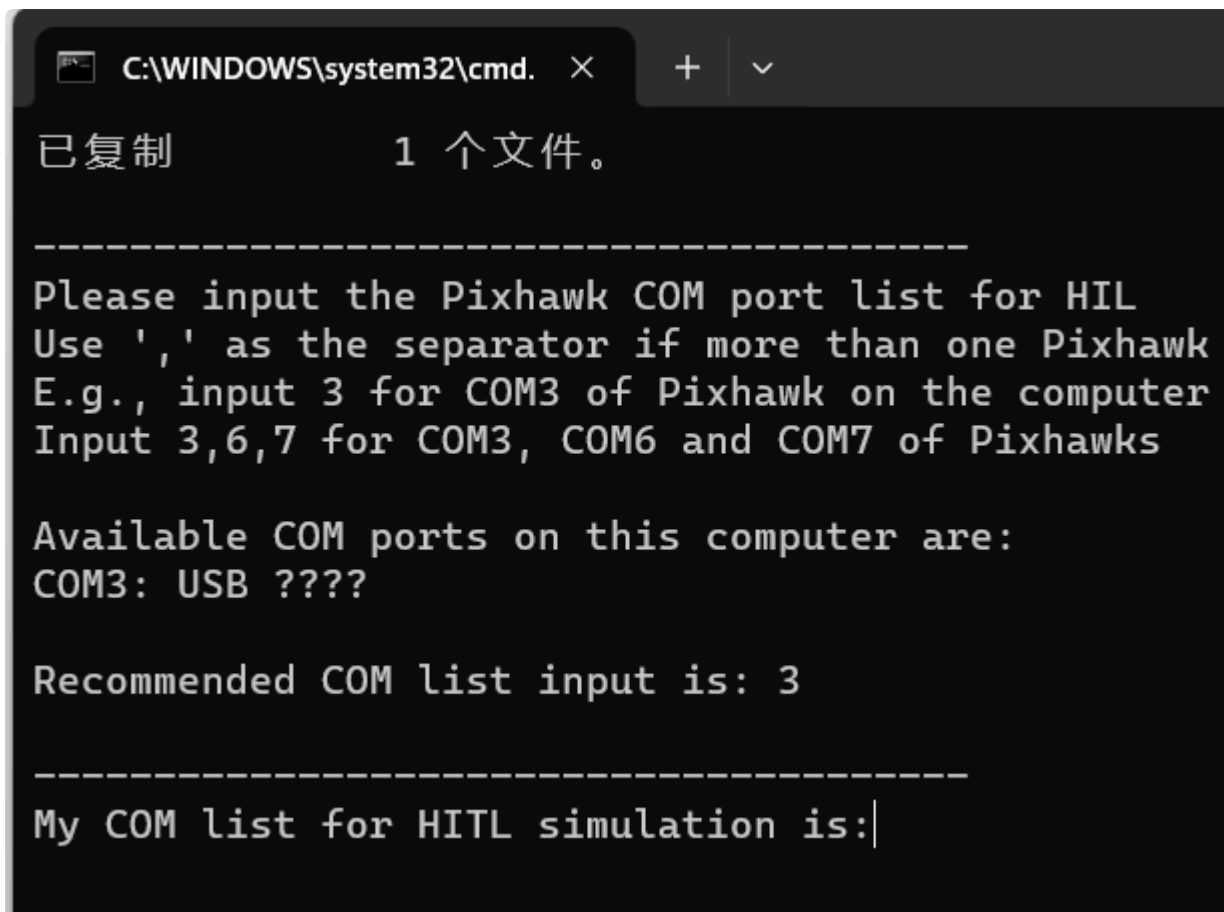 C:\WINDOWS\system32\cmd.
已复制         1 个文件。
---------------------------------------
Please input the Pixhawk COM port list for HIL
Use ',' as the separator if more than one Pixhawk
E.g., input 3 for COM3 of Pixhawk on the computer
Input 3,6,7 for COM3, COM6 and COM7 of Pixhawks
Available COM ports on this computer are:
COM3: USB ????
Recommended COM list input is: 3
---------------------------------------
My COM list for HITL simulation is: